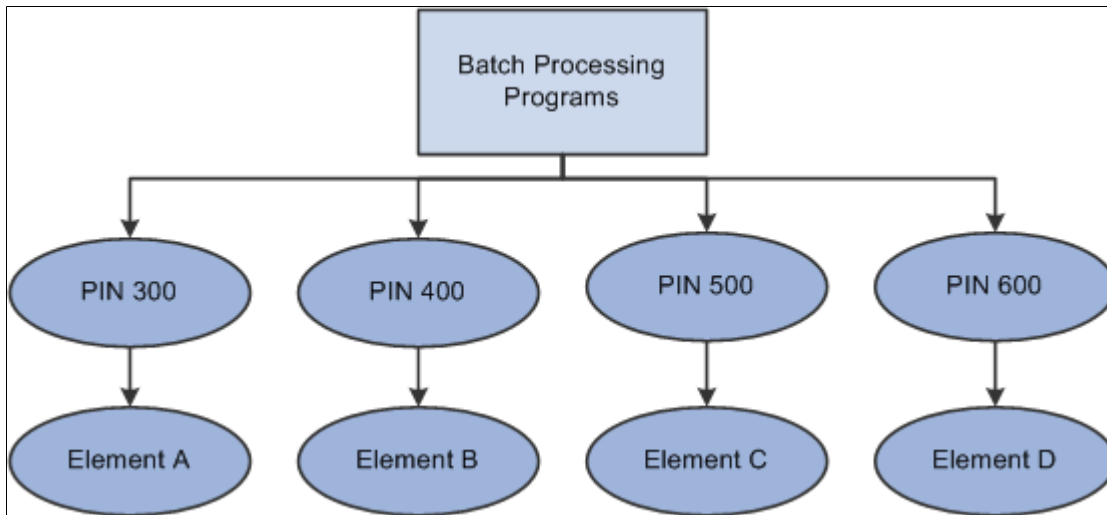 Batch Processing
Programs
PIN 300
PIN 400
PIN 500
PIN 600
Element A
Element B
Element C
Element D